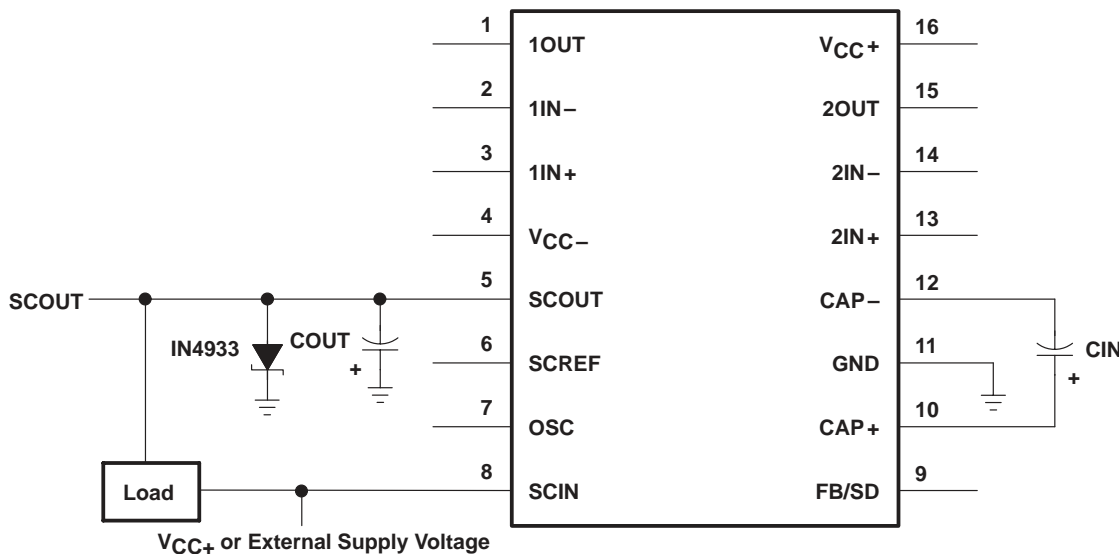 1 1OUT VCC+ 16
2 1IN− 2OUT 15
3 1IN+ 2IN− 14
4 VCC− 2IN+ 13
SCOUT 5 SCOUT CAP− 12
IN4933 COUT + 6 SCREF GND 11 CIN +
7 OSC CAP+ 10
Load 8 SCIN FB/SD 9
VCC+ or External Supply Voltage